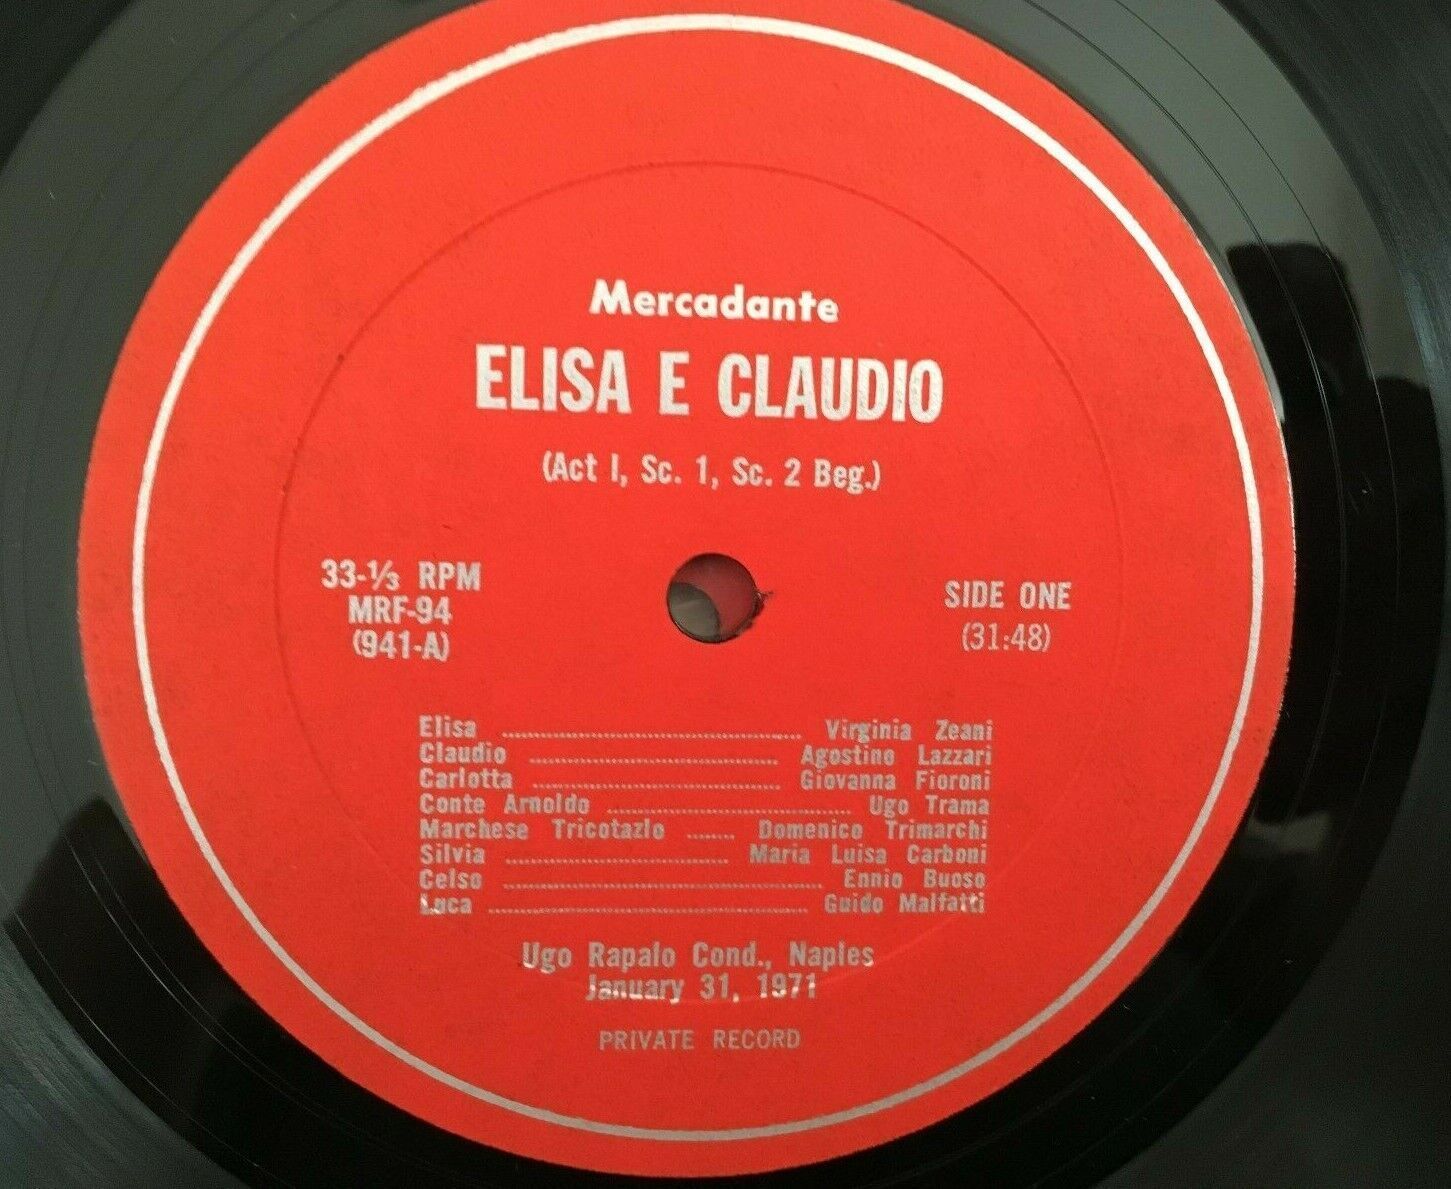 Mercadante
ELISA E CLAUDIO
(Act I, Sc. 1, Sc. 2 Beg.)
33-⅓ RPM
MRF-94
(941-A)
SIDE ONE
(31:48)
Elisa ........................ Virginia Zeani
Claudio ........................ Agostino Lazzari
Carlotta ........................ Giovanna Fioroni
Conte Arnoldo ........................ Ugo Trama
Marchese Tricotazio ....... Domenico Trimarchi
Silvia ........................ Maria Luisa Carboni
Celso ........................ Ennio Buoso
Luca ........................ Guido Malfatti
Ugo Rapalo Cond., Naples
January 31, 1971
PRIVATE RECORD